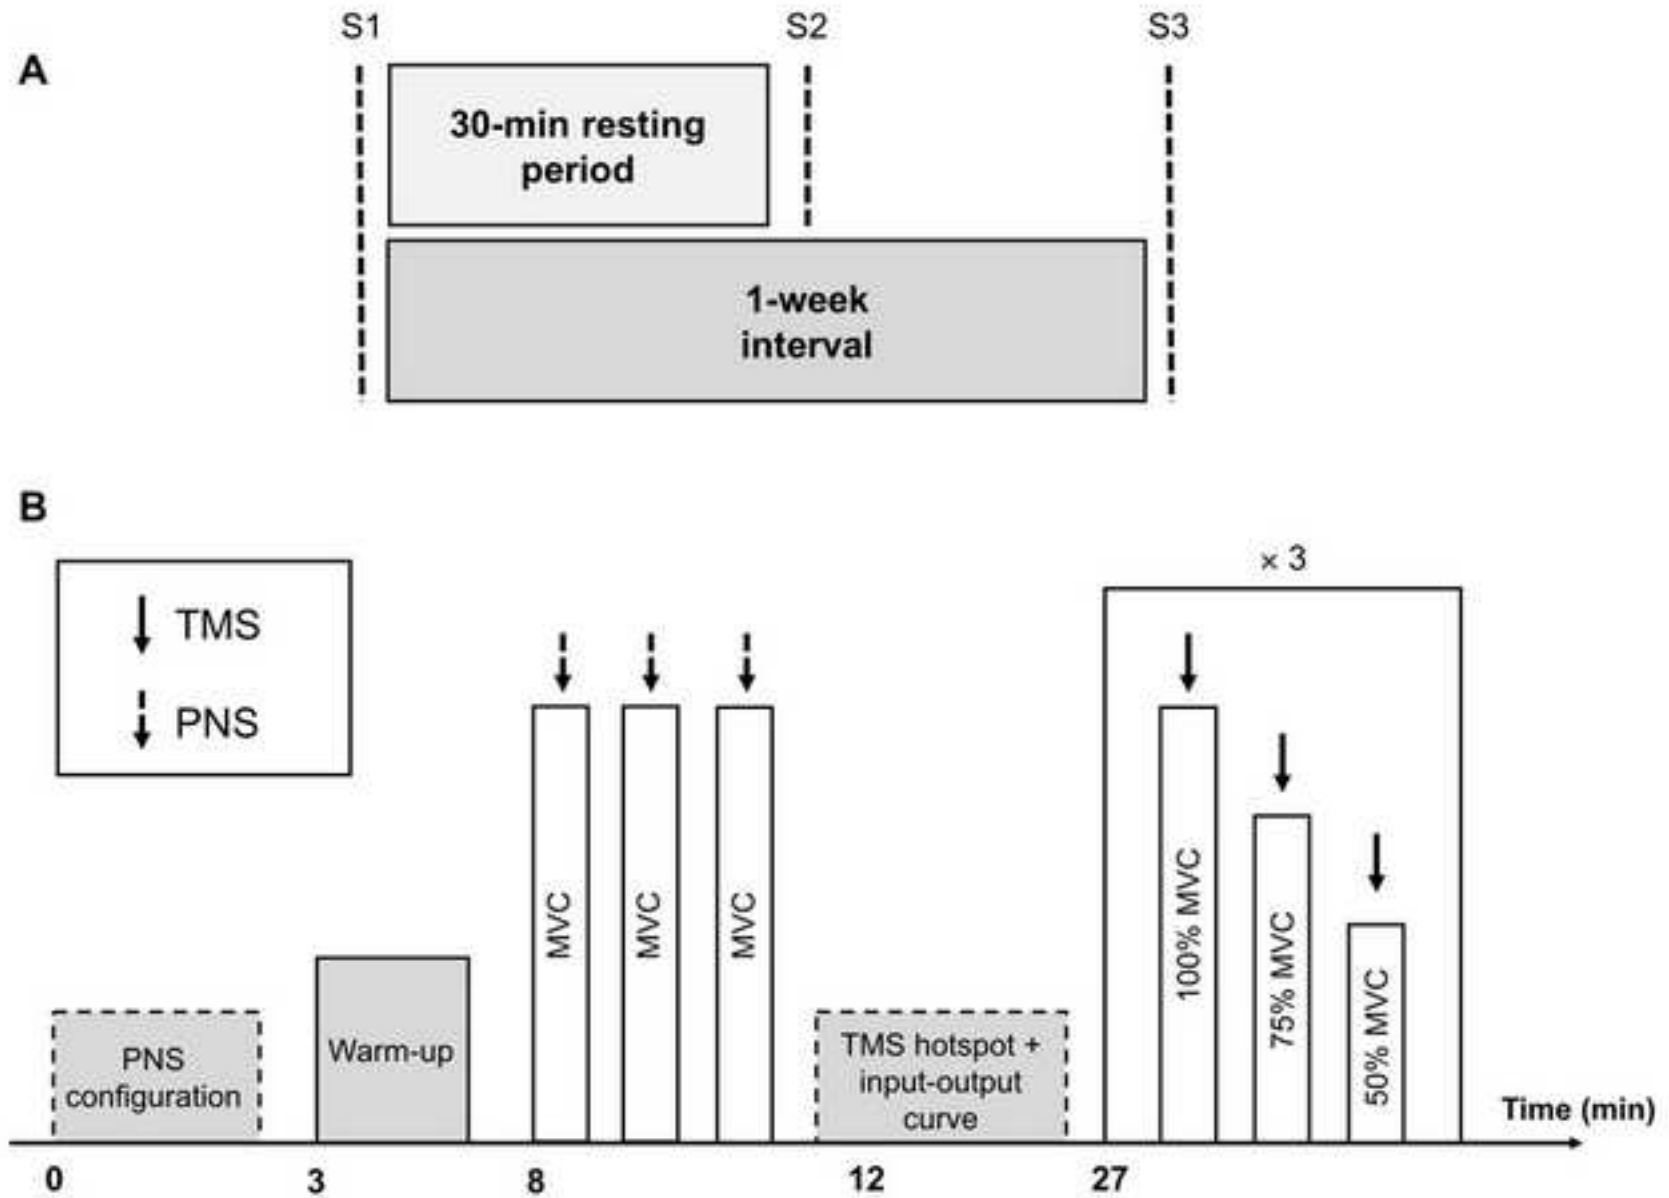 S1
S2
S3
A
30-min resting
period
1-week
interval
B
TMS
PNS
× 3
MVC
MVC
MVC
100% MVC
75% MVC
50% MVC
PNS
configuration
Warm-up
TMS hotspot +
input-output
curve
Time (min)
0
3
8
12
27